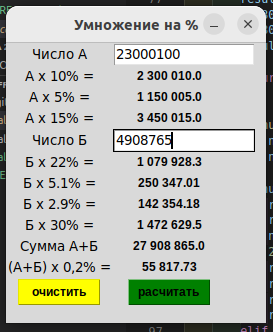 Умножение на %
Число А 23000100
А x 10% = 2 300 010.0
А x 5% = 1 150 005.0
А x 15% = 3 450 015.0
Число Б 4908765
Б x 22% = 1 079 928.3
Б x 5.1% = 250 347.01
Б x 2.9% = 142 354.18
Б x 30% = 1 472 629.5
Сумма А+Б 27 908 865.0
(А+Б) x 0,2% = 55 817.73
очистить расчитать